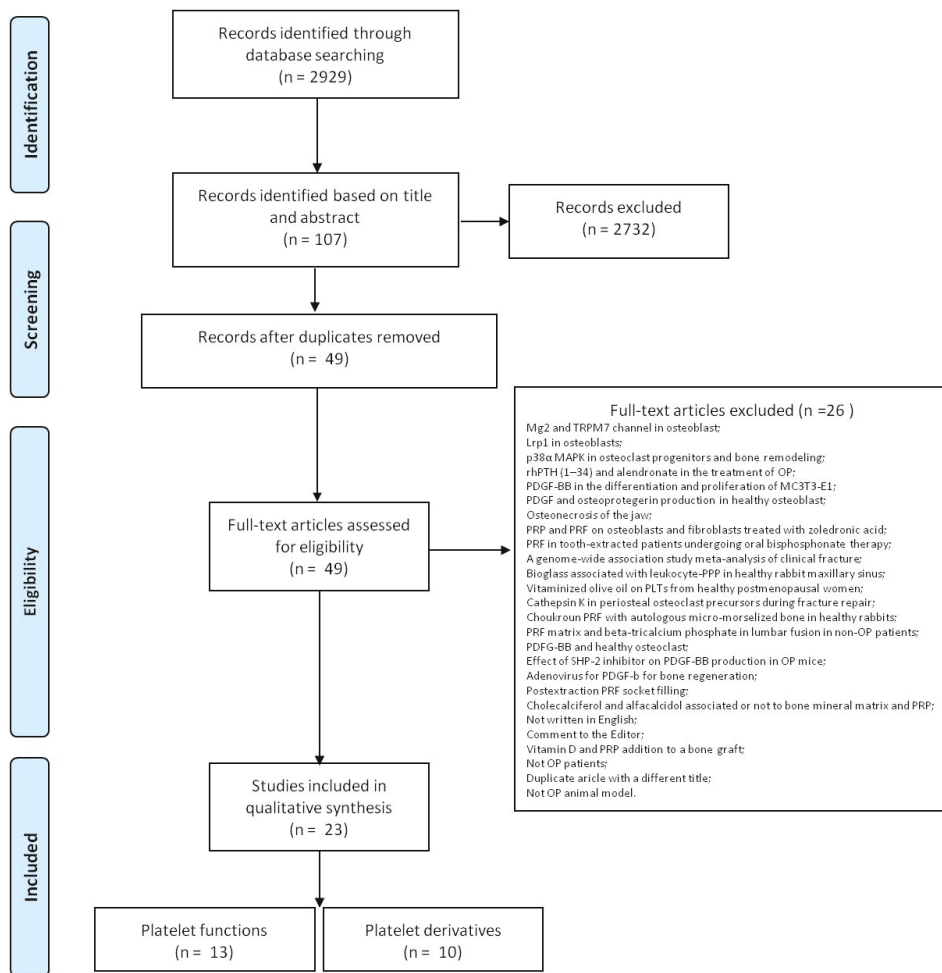 Identification
Records identified through
database searching
(n = 2929)
Records identified based on title
and abstract
(n = 107)
Records excluded
(n = 2732)
Screening
Records after duplicates removed
(n = 49)
Eligibility
Full-text articles assessed
for eligibility
(n = 49)
Full-text articles excluded (n =26 )
Mg2 and TRPM7 channel in osteoblast;
Lrp1 in osteoblasts;
p38α MAPK in osteoclast progenitors and bone remodeling;
rhPTH (1–34) and alendronate in the treatment of OP;
PDGF-BB in the differentiation and proliferation of MC3T3-E1;
PDGF and osteoprotegerin production in healthy osteoblast;
Osteonecrosis of the jaw;
PRP and PRF on osteoblasts and fibroblasts treated with zoledronic acid;
PRF in tooth-extracted patients undergoing oral bisphosphonate therapy;
A genome-wide association study meta-analysis of clinical fracture;
Bioglass associated with leukocyte-PPP in healthy rabbit maxillary sinus;
Vitaminized olive oil on PLTs from healthy postmenopausal women;
Cathepsin K in periosteal osteoclast precursors during fracture repair;
Choukroun PRF with autologous micro-morselized bone in healthy rabbits;
PRF matrix and beta-tricalcium phosphate in lumbar fusion in non-OP patients;
PDFG-BB and healthy osteoclast;
Effect of SHP-2 inhibitor on PDGF-BB production in OP mice;
Adenovirus for PDGF-b for bone regeneration;
Postextraction PRF socket filling;
Cholecalciferol and alfacalcidol associated or not to bone mineral matrix and PRP;
Not written in English;
Comment to the Editor;
Vitamin D and PRP addition to a bone graft;
Not OP patients;
Duplicate aricle with a different title;
Not OP animal model.
Included
Studies included in
qualitative synthesis
(n = 23)
Platelet functions
(n = 13)
Platelet derivatives
(n = 10)